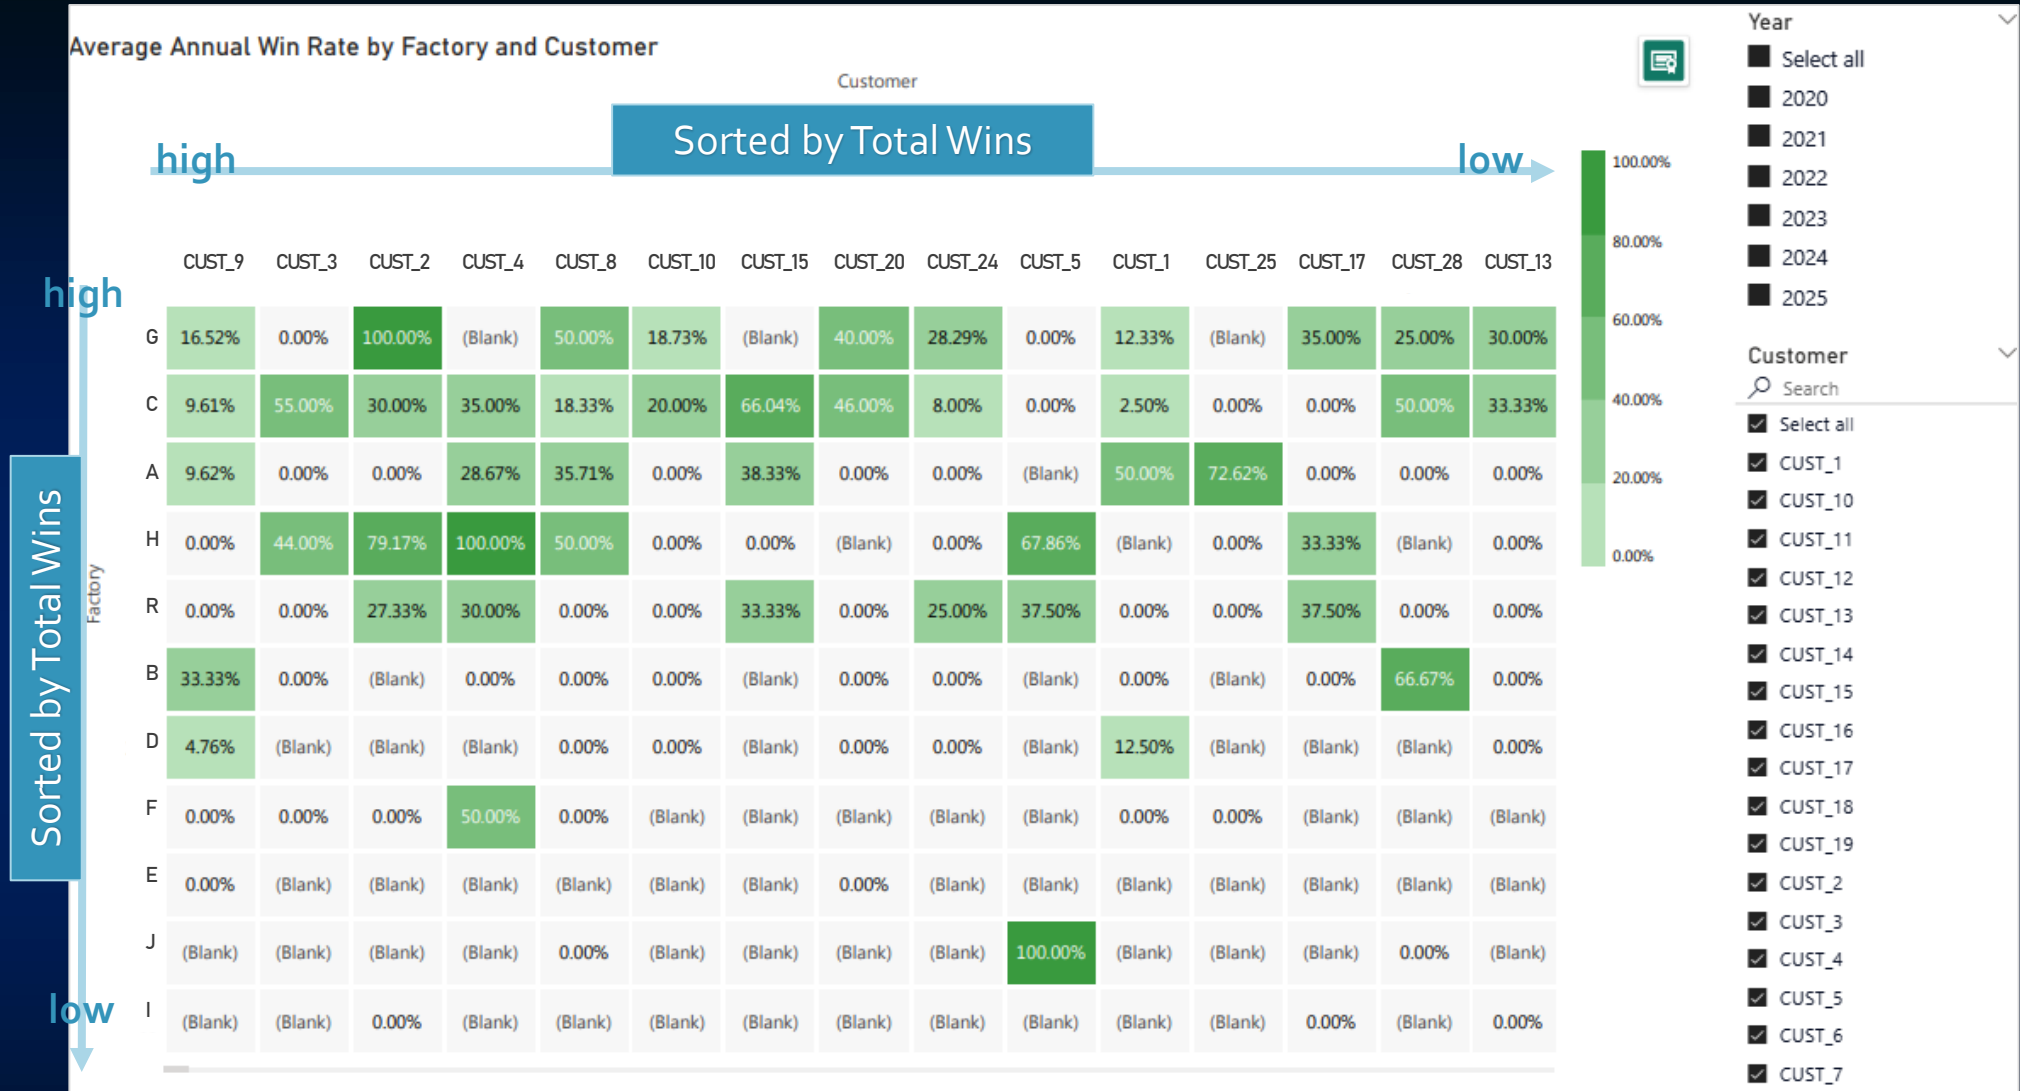 Average Annual Win Rate by Factory and Customer
Customer
Sorted by Total Wins
high
low
CUST_9 CUST_3 CUST_2 CUST_4 CUST_8 CUST_10 CUST_15 CUST_20 CUST_24 CUST_5 CUST_1 CUST_25 CUST_17 CUST_28 CUST_13
high
G 16.52% 0.00% 100.00% (Blank) 50.00% 18.73% (Blank) 40.00% 28.29% 0.00% 12.33% (Blank) 35.00% 25.00% 30.00%
C 9.61% 55.00% 30.00% 35.00% 18.33% 20.00% 66.04% 46.00% 8.00% 0.00% 2.50% 0.00% 0.00% 50.00% 33.33%
A 9.62% 0.00% 0.00% 28.67% 35.71% 0.00% 38.33% 0.00% 0.00% (Blank) 50.00% 72.62% 0.00% 0.00% 0.00%
H 0.00% 44.00% 79.17% 100.00% 50.00% 0.00% 0.00% (Blank) 0.00% 67.86% (Blank) 0.00% 33.33% (Blank) 0.00%
R 0.00% 0.00% 27.33% 30.00% 0.00% 0.00% 33.33% 0.00% 25.00% 37.50% 0.00% 0.00% 37.50% 0.00% 0.00%
B 33.33% 0.00% (Blank) 0.00% 0.00% 0.00% (Blank) 0.00% 0.00% (Blank) 0.00% (Blank) 0.00% 66.67% 0.00%
D 4.76% (Blank) (Blank) (Blank) 0.00% 0.00% (Blank) 0.00% 0.00% (Blank) 12.50% (Blank) (Blank) (Blank) 0.00%
F 0.00% 0.00% 0.00% 50.00% 0.00% (Blank) (Blank) (Blank) (Blank) (Blank) 0.00% 0.00% (Blank) (Blank) (Blank)
E 0.00% (Blank) (Blank) (Blank) (Blank) (Blank) (Blank) 0.00% (Blank) (Blank) (Blank) (Blank) (Blank) (Blank) (Blank)
J (Blank) (Blank) (Blank) (Blank) 0.00% (Blank) (Blank) (Blank) (Blank) 100.00% (Blank) (Blank) (Blank) 0.00% (Blank)
I (Blank) (Blank) 0.00% (Blank) (Blank) (Blank) (Blank) (Blank) (Blank) (Blank) (Blank) (Blank) 0.00% (Blank) 0.00%
low
Sorted by Total Wins
Factory
100.00%
80.00%
60.00%
40.00%
20.00%
0.00%
Year
Select all
2020
2021
2022
2023
2024
2025
Customer
Search
Select all
CUST_1
CUST_10
CUST_11
CUST_12
CUST_13
CUST_14
CUST_15
CUST_16
CUST_17
CUST_18
CUST_19
CUST_2
CUST_3
CUST_4
CUST_5
CUST_6
CUST_7